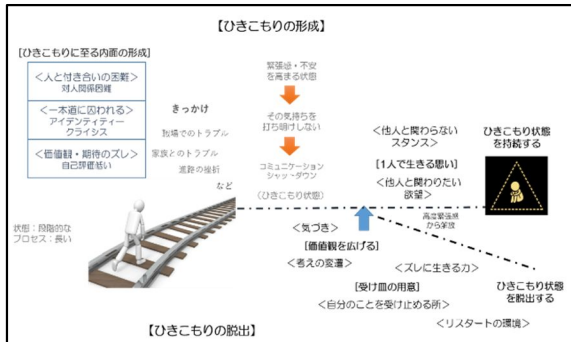 【ひきこもりの形成】
[ひきこもりに至る内面の形成]
＜人と付き合いの困難＞
対人関係困難
＜一本道に囚われる＞
アイデンティティー
クライシス
＜価値観・期待のズレ＞
自己評価低い
きっかけ
職場でのトラブル
家族とのトラブル
進路の挫折
など
緊張感・不安
を高まる状態
その気持ちを
打ち明けしない
コミュニケーション
シャットダウン
（ひきこもり状態）
＜他人と関わらない
スタンス＞
[1人で生きる思い]
＜他人と関わりたい
欲望＞
ひきこもり状態
を持続する
高度緊張感
から解放
状態：段階的な
プロセス：長い
＜気づき＞
[価値観を広げる]
＜考えの変遷＞
＜ズレに生きる力＞
[受け皿の用意]
＜自分のことを受け止める所＞
ひきこもり状態
を脱出する
＜リスタートの環境＞
【ひきこもりの脱出】